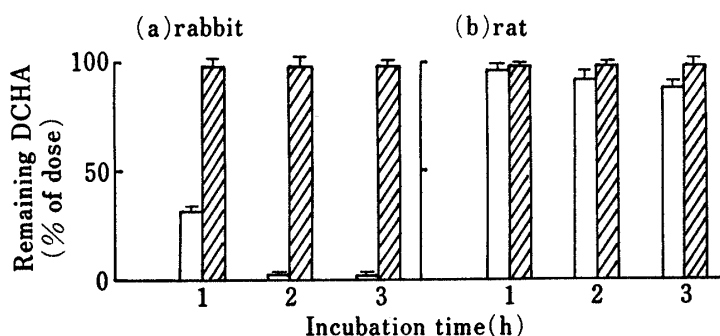 (a) rabbit
(b) rat
Remaining DCHA
(% of dose)
100
50
0
1 2 3 1 2 3
Incubation time(h)